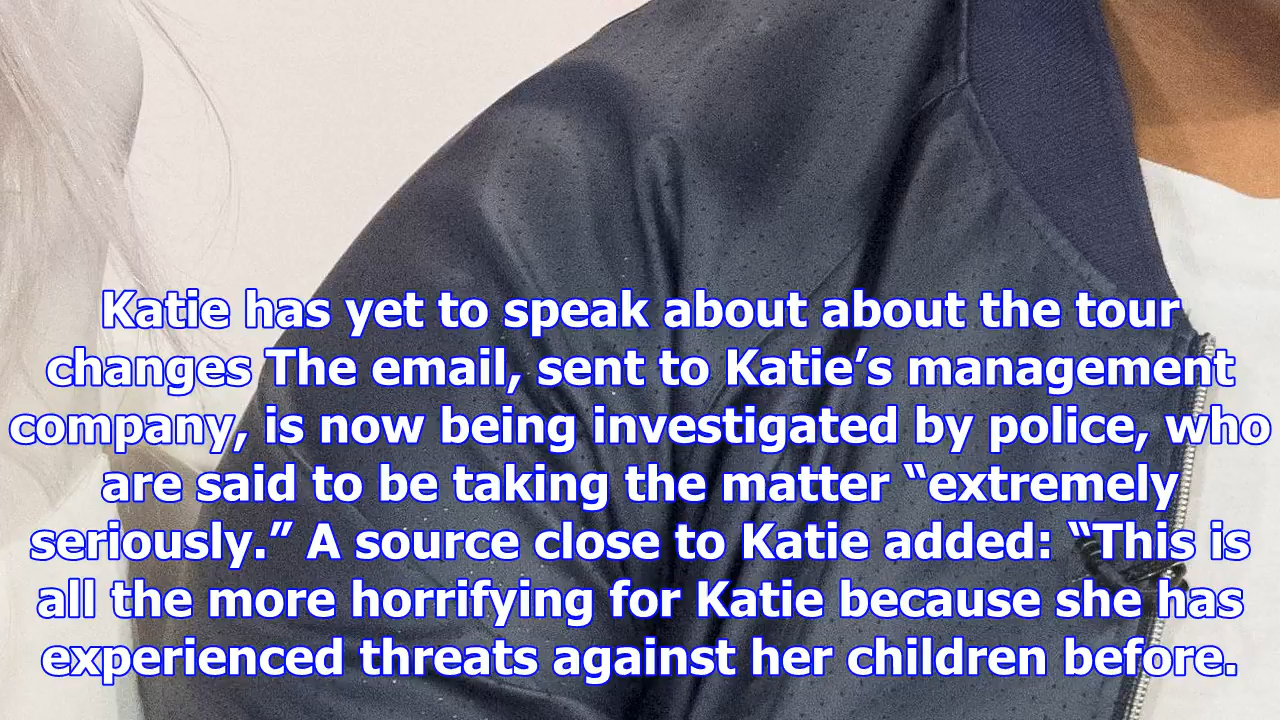 Katie has yet to speak about about the tour
changes The email, sent to Katie’s management
company, is now being investigated by police, who
are said to be taking the matter “extremely
seriously.” A source close to Katie added: “This is
all the more horrifying for Katie because she has
experienced threats against her children before.